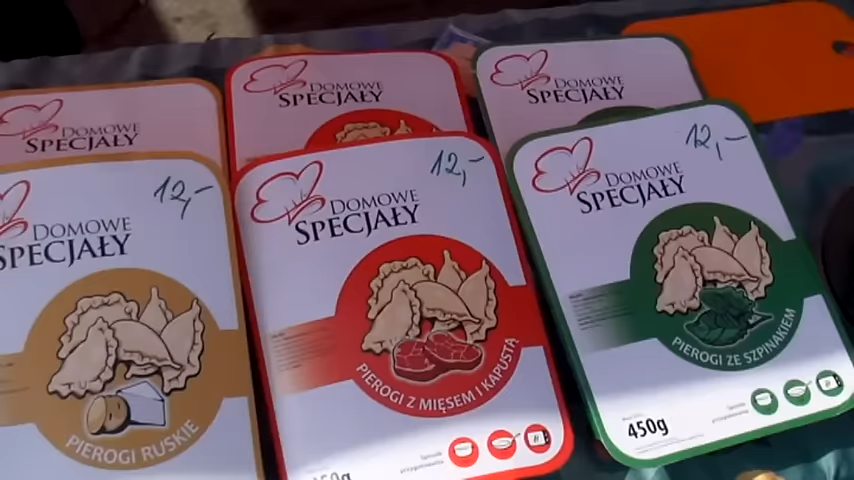 DOMOWE
SPECJAŁY
DOMOWE
SPECJAŁY
DOMOWE
SPECJAŁY
12,-
DOMOWE
SPECJAŁY
PIEROGI RUSKIE
12,-
DOMOWE
SPECJAŁY
PIEROGI Z MIĘSEM I KAPUSTĄ
12,-
DOMOWE
SPECJAŁY
PIEROGI ZE SZPINAKIEM
450g